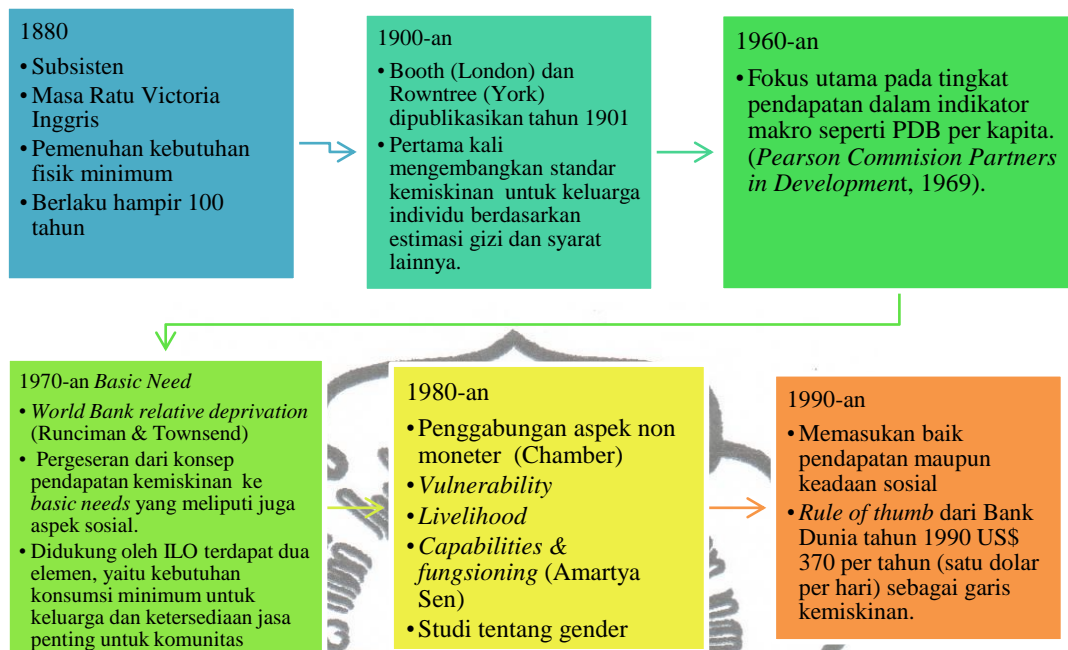 1880
• Subsisten
• Masa Ratu Victoria
Inggris
• Pemenuhan kebutuhan
fisik minimum
• Berlaku hampir 100
tahun
1900-an
• Booth (London) dan
Rowntree (York)
dipublikasikan tahun 1901
• Pertama kali
mengembangkan standar
kemiskinan untuk keluarga
individu berdasarkan
estimasi gizi dan syarat
lainnya.
1960-an
• Fokus utama pada tingkat
pendapatan dalam indikator
makro seperti PDB per kapita.
(Pearson Commision Partners
in Development, 1969).
1970-an Basic Need
• World Bank relative deprivation
(Runciman & Townsend)
• Pergeseran dari konsep
pendapatan kemiskinan ke
basic needs yang meliputi juga
aspek sosial.
• Didukung oleh ILO terdapat dua
elemen, yaitu kebutuhan
konsumsi minimum untuk
keluarga dan ketersediaan jasa
penting untuk komunitas
1980-an
• Penggabungan aspek non
moneter (Chamber)
• Vulnerability
• Livelihood
• Capabilities &
fungsioning (Amartya
Sen)
• Studi tentang gender
1990-an
• Memasukan baik
pendapatan maupun
keadaan sosial
• Rule of thumb dari Bank
Dunia tahun 1990 US$
370 per tahun (satu dolar
per hari) sebagai garis
kemiskinan.